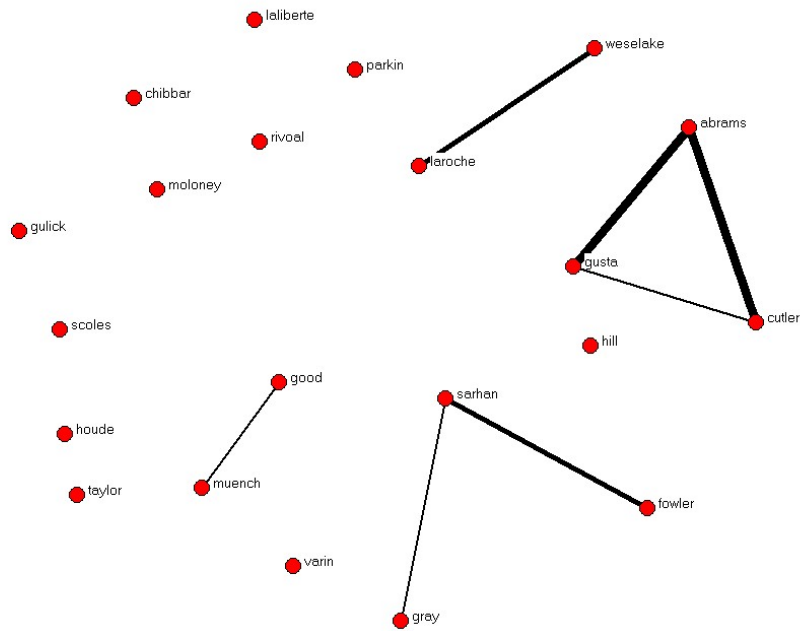 laliberte
weselake
parkin
chibbar
abrams
rivoal
laroche
moloney
gulick
gusta
cutler
scoles
hill
good
sarhan
houde
muench
taylor
fowler
varin
gray